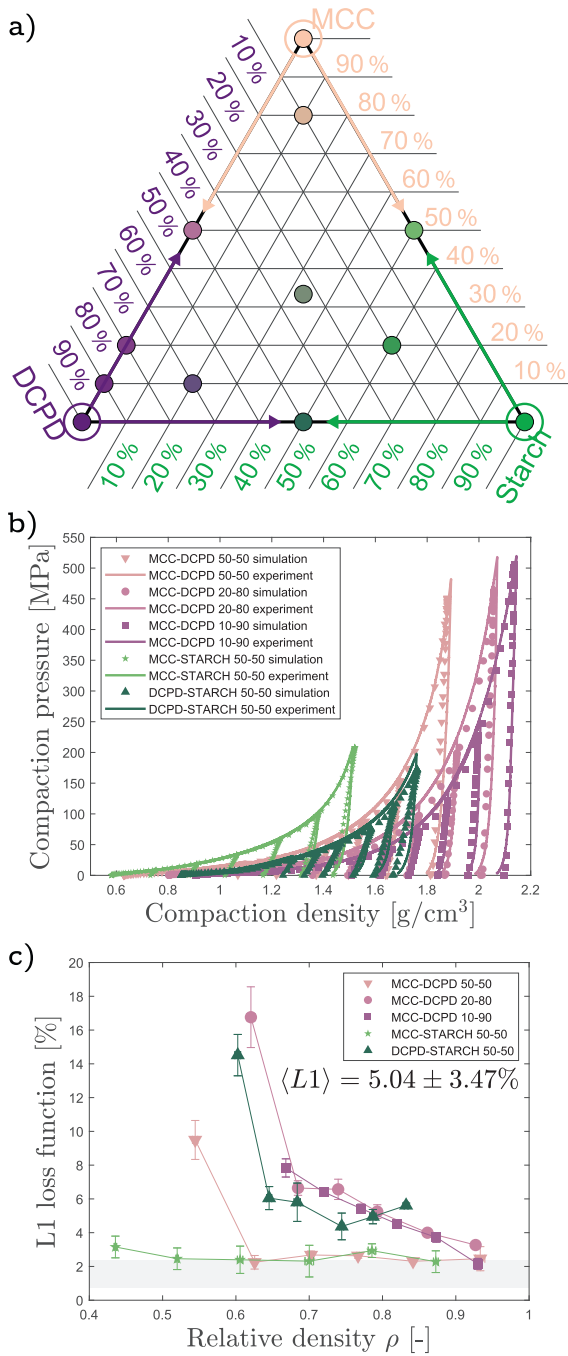 a)
MCC
10 %
20 %
30 %
40 %
50 %
60 %
70 %
80 %
90 %
DCPD
90 %
80 %
70 %
60 %
50 %
40 %
30 %
20 %
10 %
10 %
20 %
30 %
40 %
50 %
60 %
70 %
80 %
90 %
Starch
b)
Compaction pressure [MPa]
550
500
450
400
350
300
250
200
150
100
50
0
MCC-DCPD 50-50 simulation
MCC-DCPD 50-50 experiment
MCC-DCPD 20-80 simulation
MCC-DCPD 20-80 experiment
MCC-DCPD 10-90 simulation
MCC-DCPD 10-90 experiment
MCC-STARCH 50-50 simulation
MCC-STARCH 50-50 experiment
DCPD-STARCH 50-50 simulation
DCPD-STARCH 50-50 experiment
0.6 0.8 1 1.2 1.4 1.6 1.8 2 2.2
Compaction density [g/cm³]
c)
L1 loss function [%]
20
18
16
14
12
10
8
6
4
2
0
MCC-DCPD 50-50
MCC-DCPD 20-80
MCC-DCPD 10-90
MCC-STARCH 50-50
DCPD-STARCH 50-50
⟨L1⟩ = 5.04 ± 3.47%
0.4 0.5 0.6 0.7 0.8 0.9 1
Relative density ρ [-]